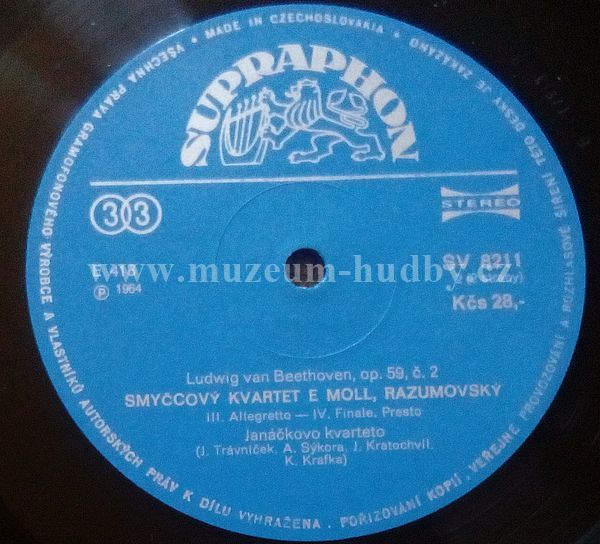 VŠECHNA PRÁVA GRAMOFONOVÉHO VÝROBCE A VLASTNÍKŮ AUTORSKÝCH PRÁV K DÍLU VYHRAŽENA. POŘIZOVÁNÍ KOPIÍ, VEŘEJNÉ PROVOZOVÁNÍ A ROZHLASOVÉ ŠÍŘENÍ TÉTO DESKY JE ZAKÁZÁNO • MADE IN CZECHOSLOVAKIA •
SUPRAPHON
33
STEREO
E 418
SV 8211
℗ 1964
Kčs 28,-
www.muzeum-hudby.cz
Ludwig van Beethoven, op. 59, č. 2
SMYČCOVÝ KVARTET E MOLL, RAZUMOVSKÝ
III. Allegretto — IV. Finale. Presto
Janáčkovo kvarteto
(J. Trávníček, A. Sýkora, J. Kratochvíl,
K. Krafka)